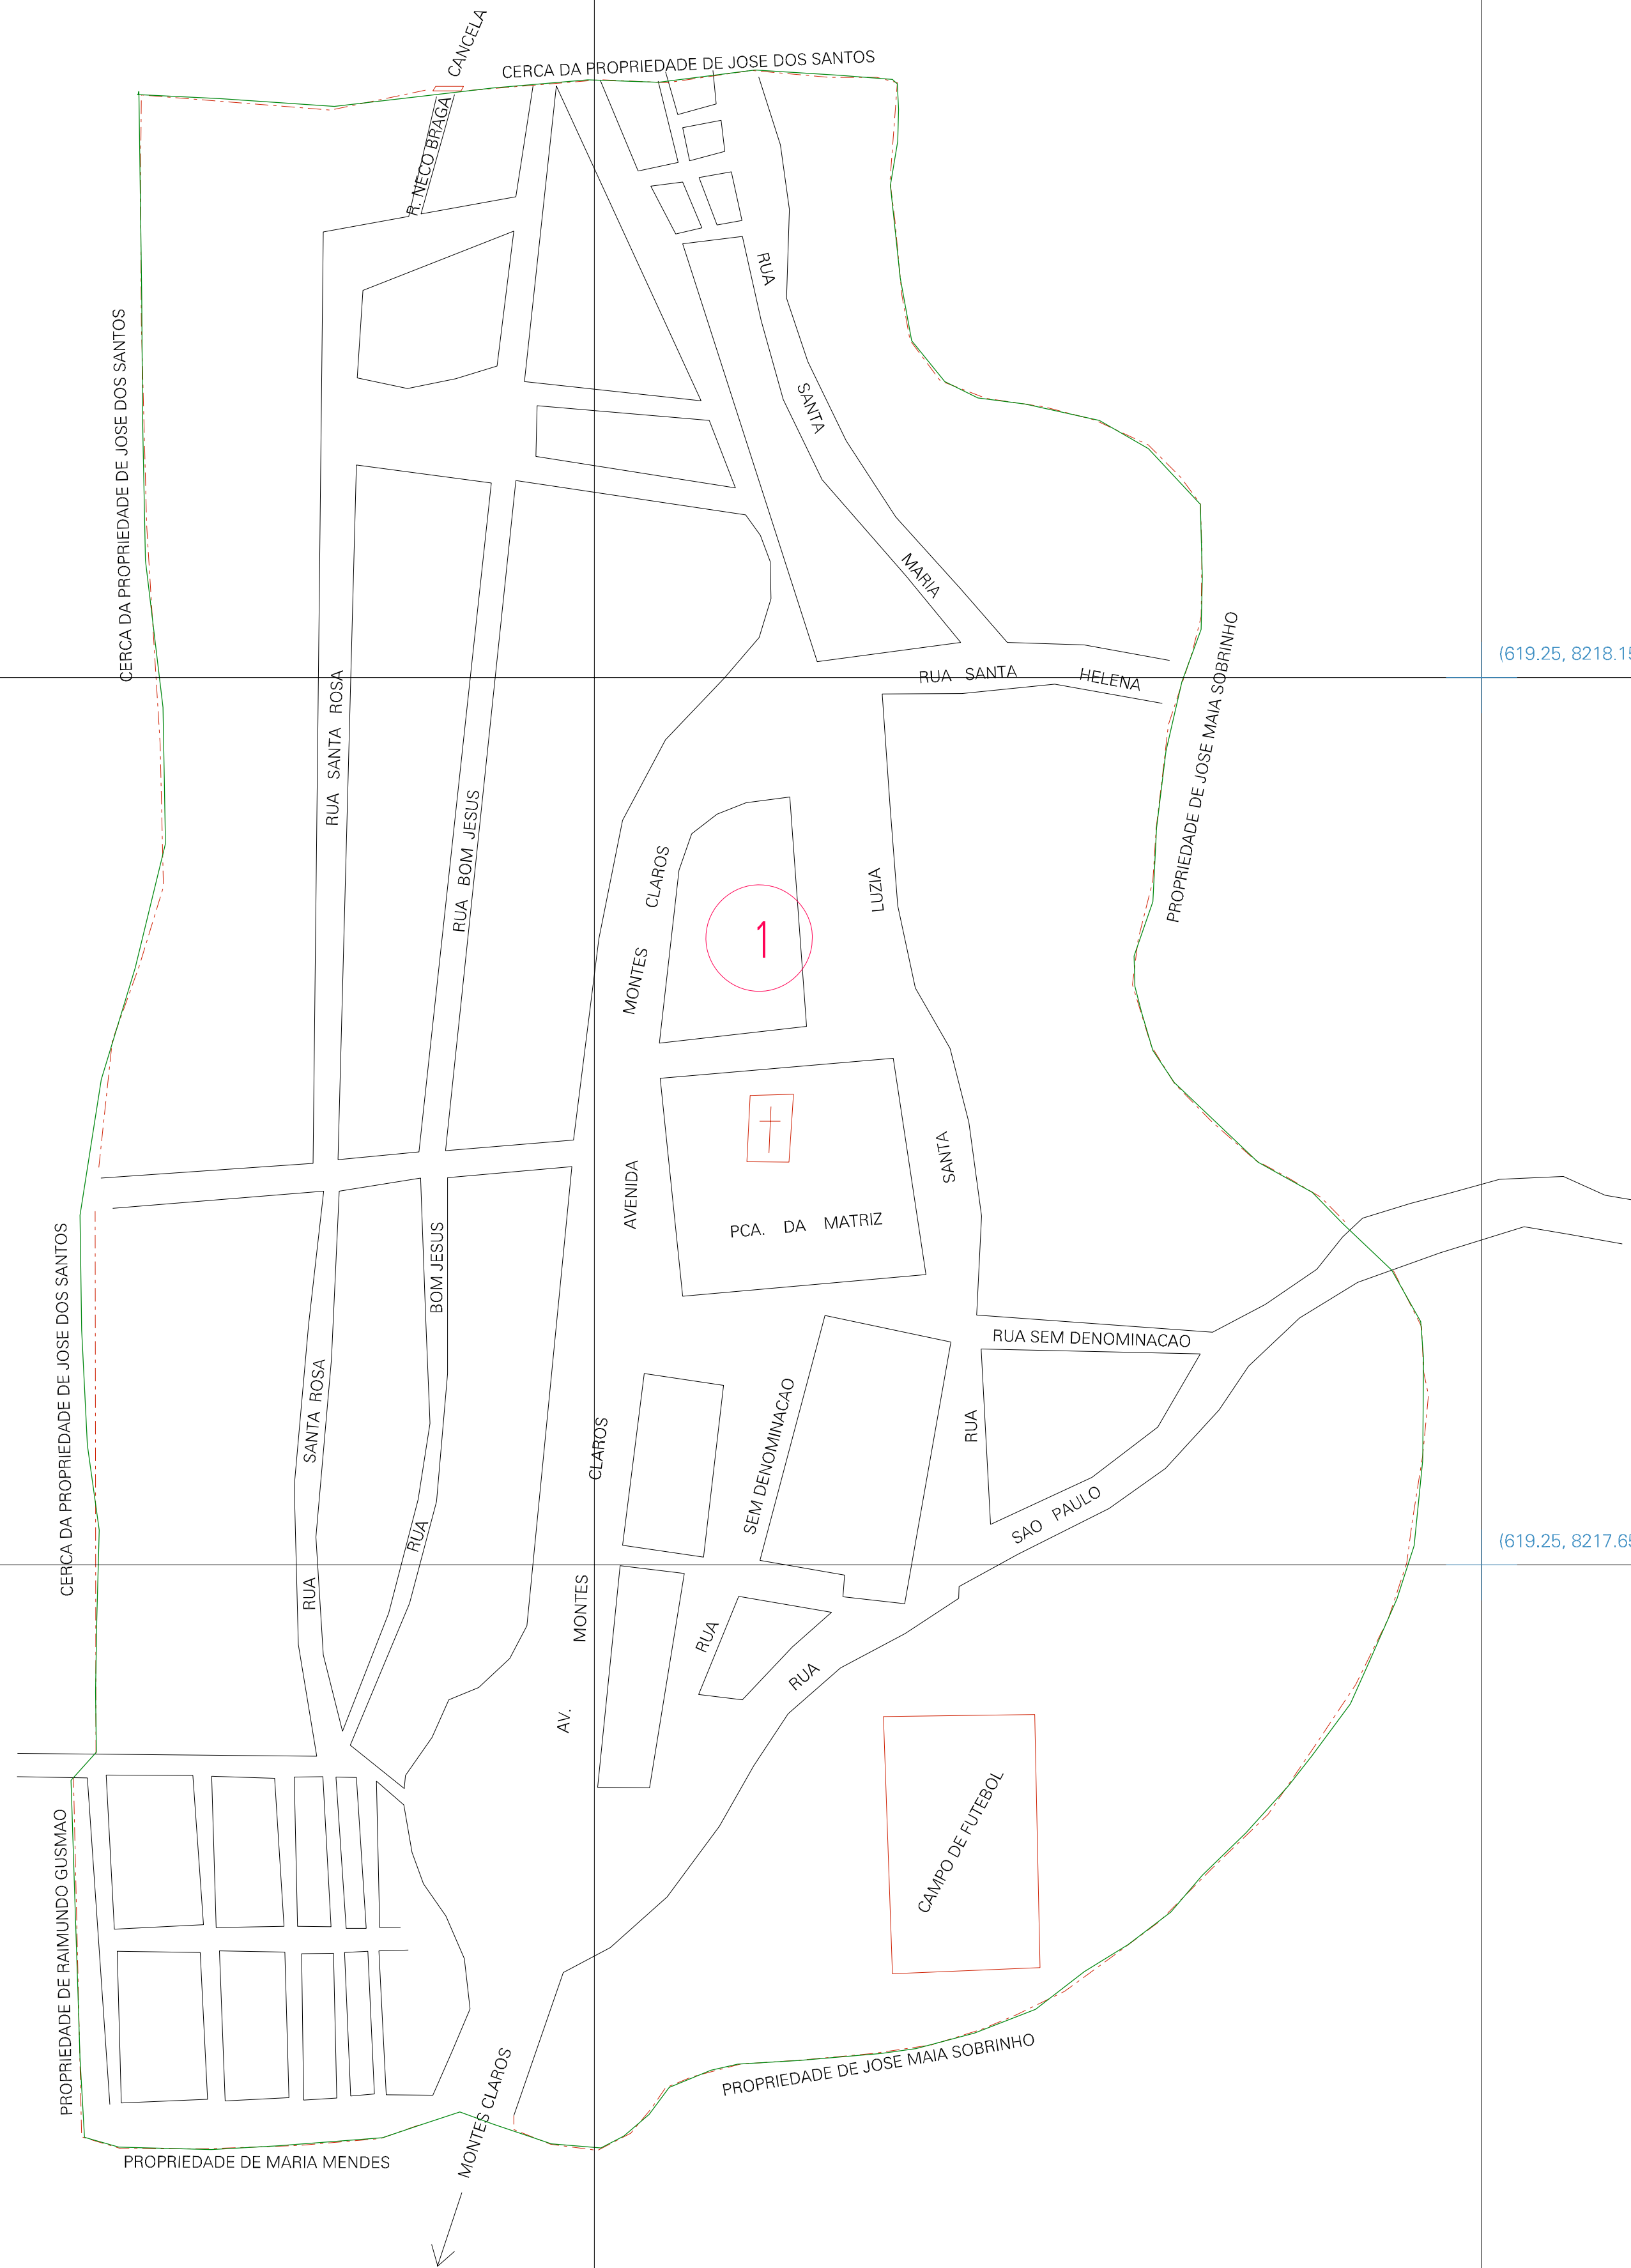 CANCELA
CERCA DA PROPRIEDADE DE JOSE DOS SANTOS
R. NECO BRAGA
RUA SANTA MARIA
CERCA DA PROPRIEDADE DE JOSE DOS SANTOS
PROPRIEDADE DE JOSE MAIA SOBRINHO
(619.25, 8218.15
RUA SANTA HELENA
RUA SANTA ROSA
RUA BOM JESUS
MONTES CLAROS
LUZIA
1
AVENIDA
SANTA
PCA. DA MATRIZ
CERCA DA PROPRIEDADE DE JOSE DOS SANTOS
BOM JESUS
RUA SEM DENOMINACAO
SANTA ROSA
CLAROS
SEM DENOMINACAO
RUA
SAO PAULO
RUA
RUA
(619.25, 8217.65
MONTES
RUA
RUA
AV.
CAMPO DE FUTEBOL
PROPRIEDADE DE RAIMUNDO GUSMAO
PROPRIEDADE DE JOSE MAIA SOBRINHO
MONTES CLAROS
PROPRIEDADE DE MARIA MENDES